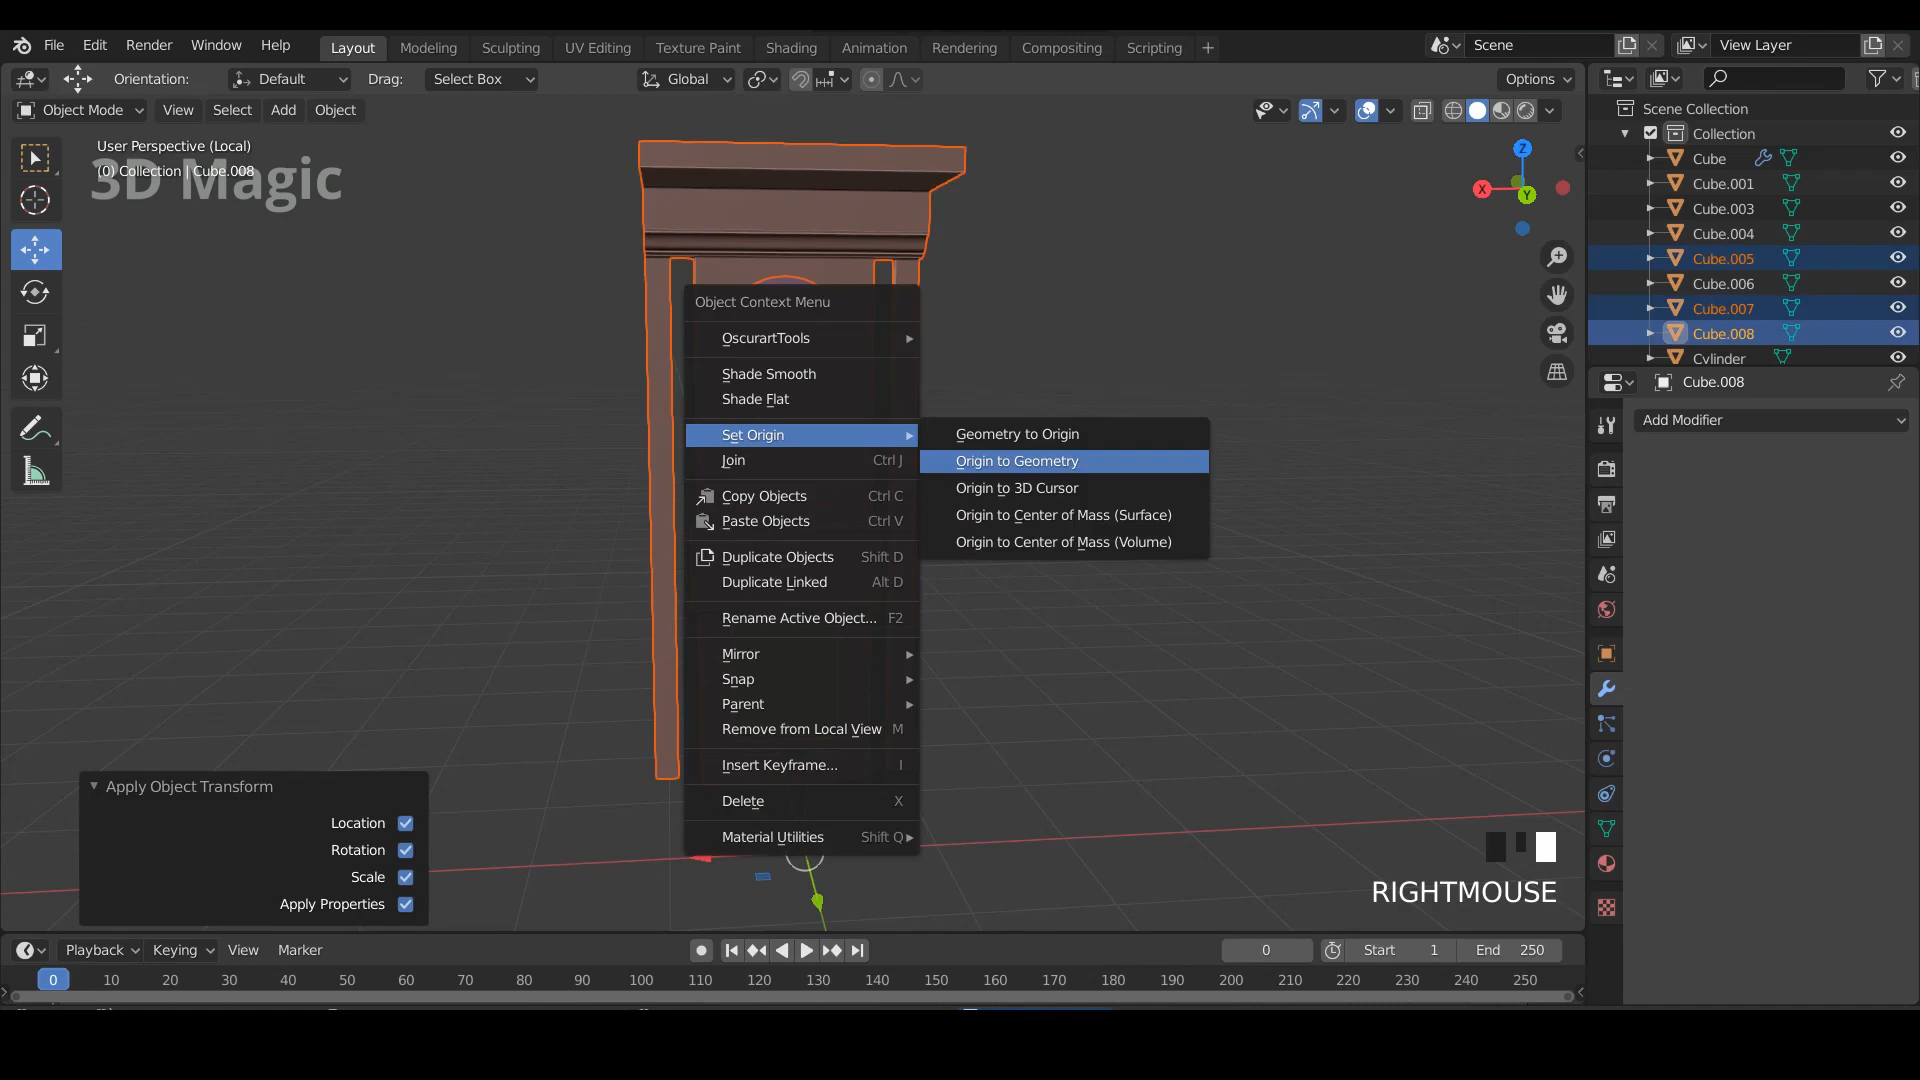 File Edit Render Window Help Layout Modeling Sculpting UV Editing Texture Paint Shading Animation Rendering Compositing Scripting Scene View Layer
Orientation: Default Drag: Select Box Global Options
Object Mode View Select Add Object
User Perspective (Local)
(0) Collection | Cube.008
3D Magic
X Y Z
Scene Collection
Collection
Cube
Cube.001
Cube.003
Cube.004
Cube.005
Cube.006
Cube.007
Cube.008
Cylinder
Cube.008
Add Modifier
Object Context Menu
OscurartTools
Shade Smooth
Shade Flat
Set Origin
Join Ctrl J
Copy Objects Ctrl C
Paste Objects Ctrl V
Duplicate Objects Shift D
Duplicate Linked Alt D
Rename Active Object... F2
Mirror
Snap
Parent
Remove from Local View M
Insert Keyframe... I
Delete X
Material Utilities Shift Q
Geometry to Origin
Origin to Geometry
Origin to 3D Cursor
Origin to Center of Mass (Surface)
Origin to Center of Mass (Volume)
Apply Object Transform
Location
Rotation
Scale
Apply Properties
RIGHTMOUSE
Playback Keying View Marker 0 Start 1 End 250
0 10 20 30 40 50 60 70 80 90 100 110 120 130 140 150 160 170 180 190 200 210 220 230 240 250